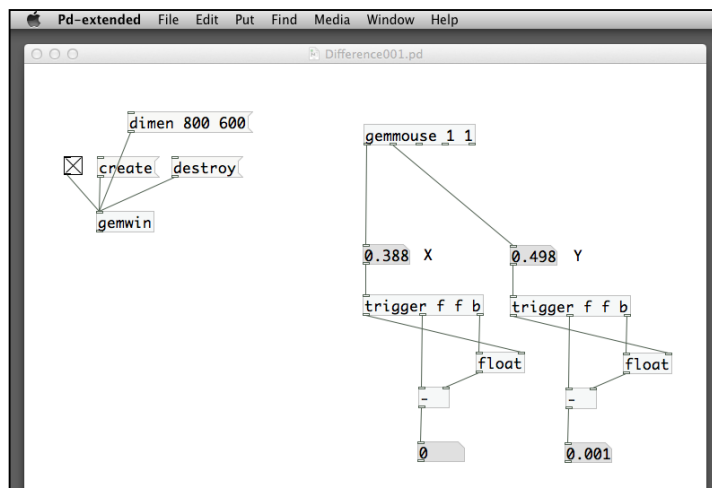 Pd-extended File Edit Put Find Media Window Help
Difference001.pd
dimen 800 600
create
destroy
gemwin
gemmouse 1 1
0.388 X
0.498 Y
trigger f f b
trigger f f b
float
float
-
-
0
0.001